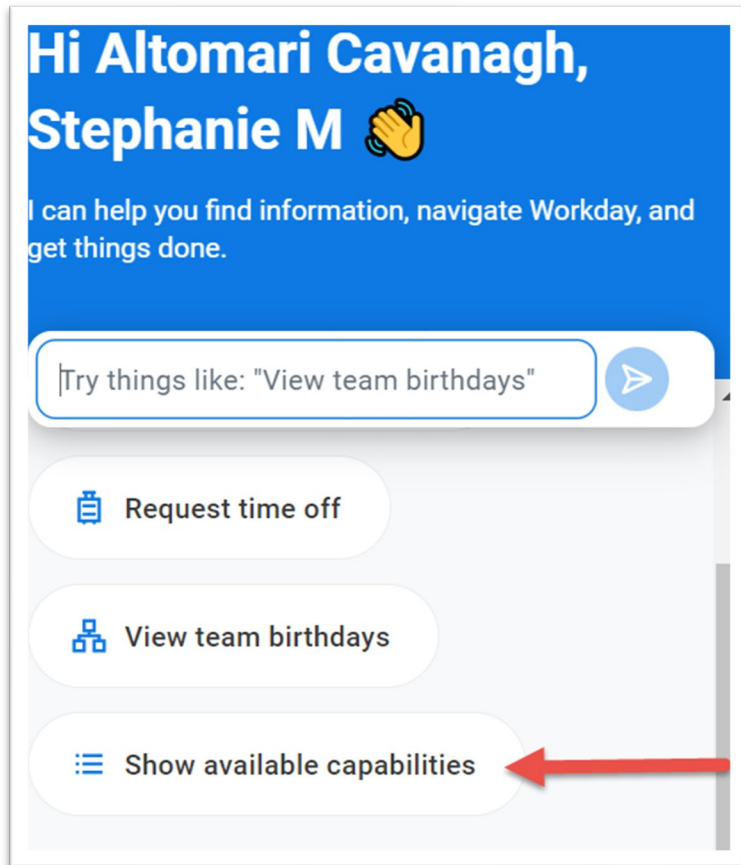 Hi Altomari Cavanagh,
Stephanie M 👋
I can help you find information, navigate Workday, and
get things done.
Try things like: "View team birthdays"
Request time off
View team birthdays
Show available capabilities